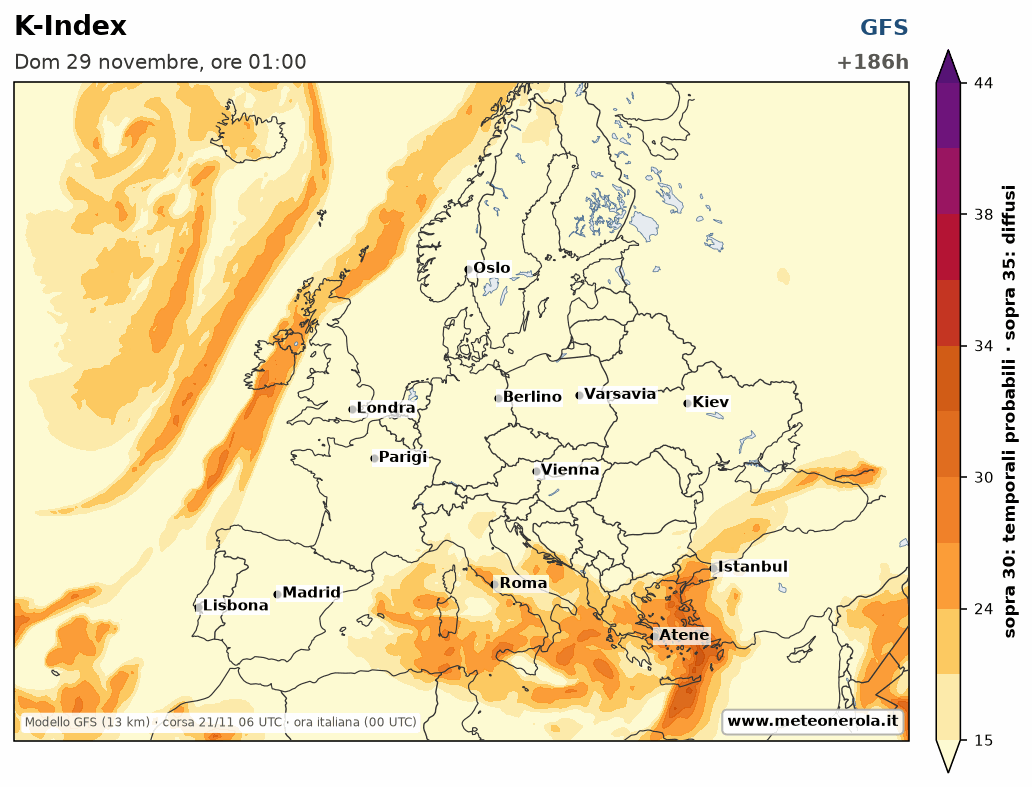 K-Index
GFS
Dom 29 novembre, ore 01:00
+186h
44
38
34
30
24
15
sopra 30: temporali probabili · sopra 35: diffusi
Oslo
Berlino
Varsavia
Kiev
Londra
Parigi
Vienna
Istanbul
Roma
Madrid
Lisbona
Atene
Modello GFS (13 km) · corsa 21/11 06 UTC · ora italiana (00 UTC)
www.meteonerola.it